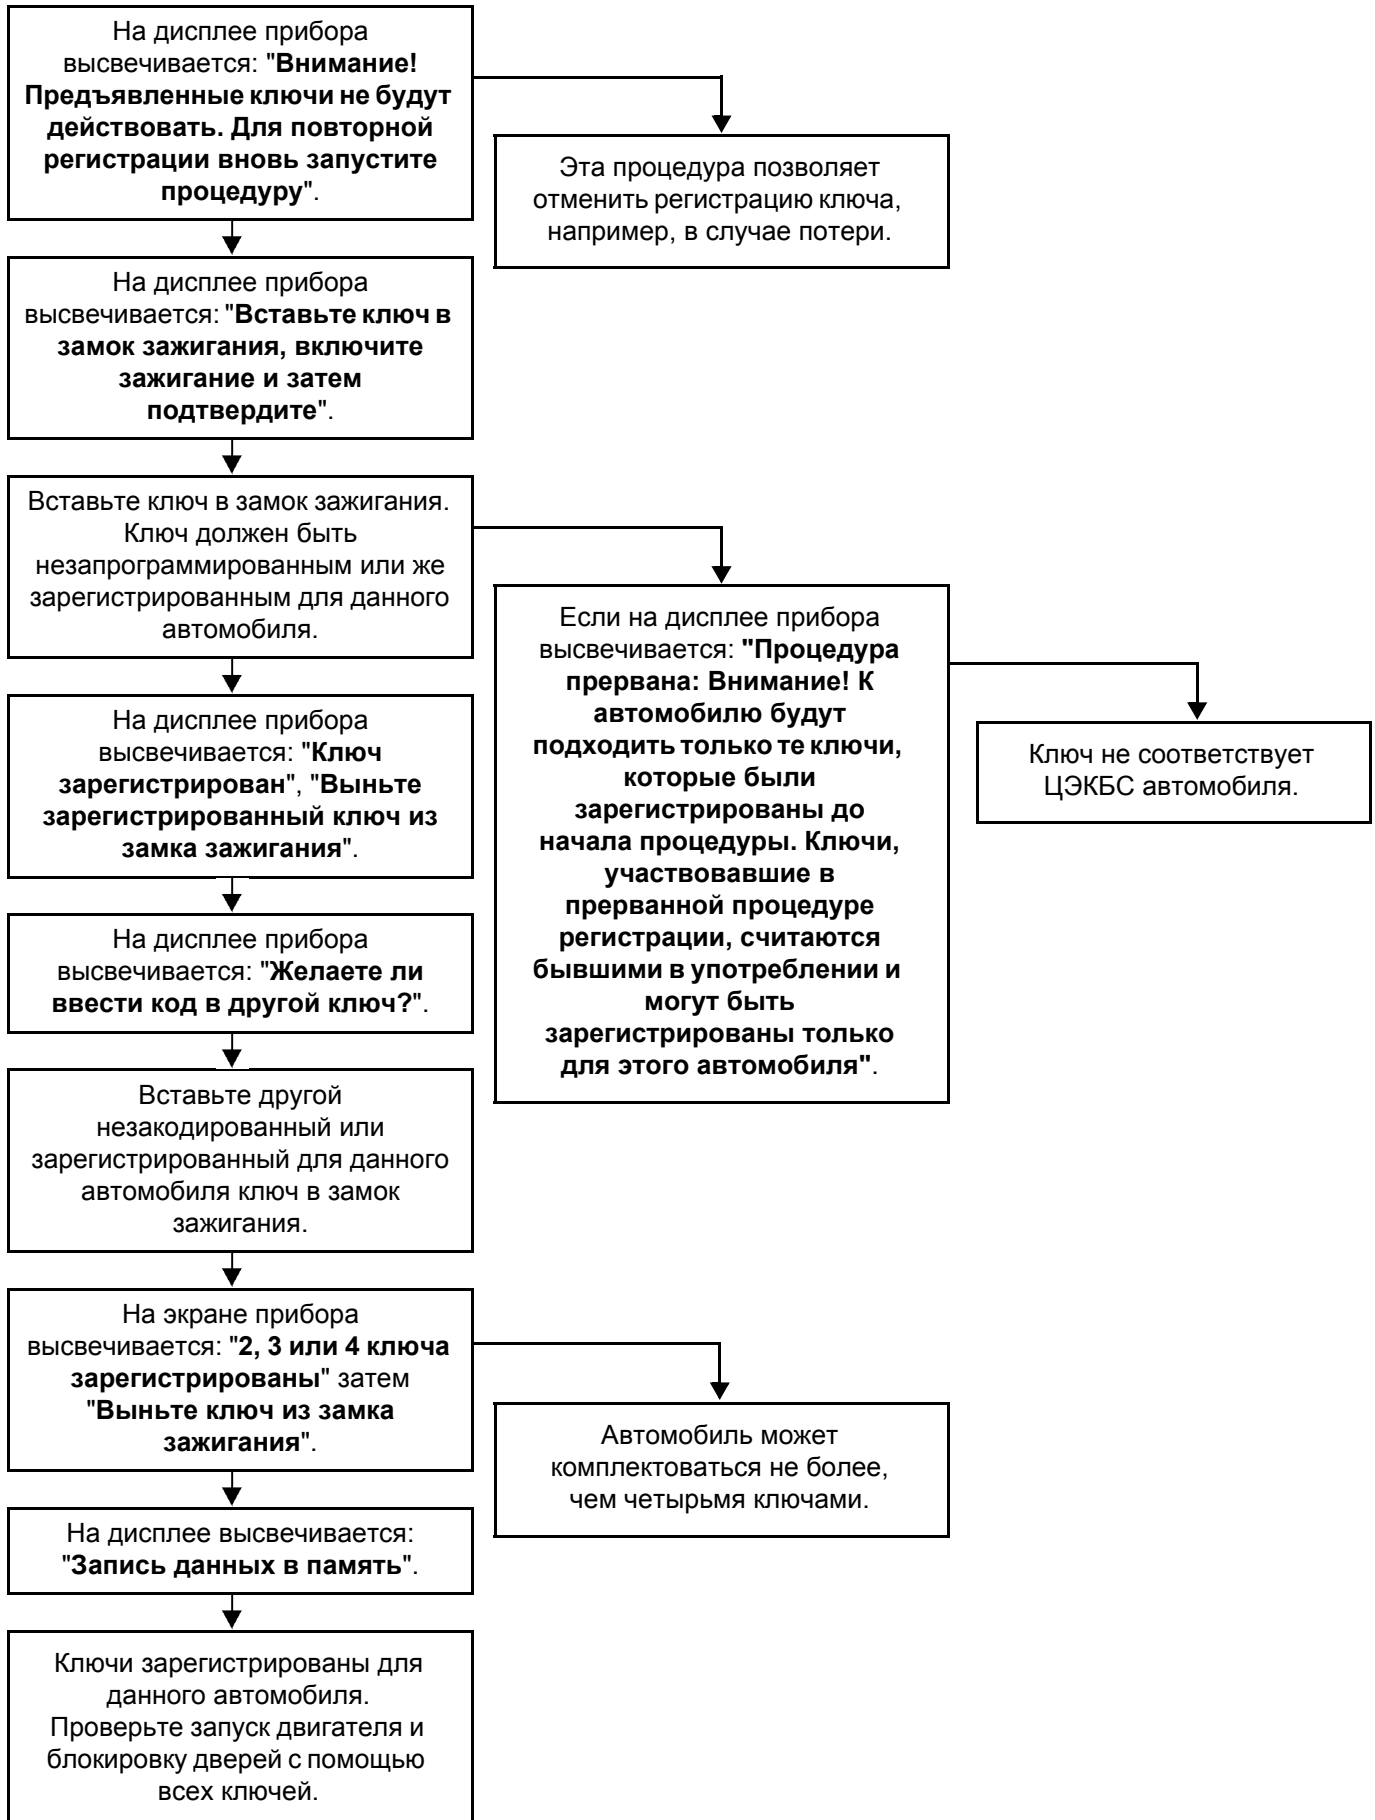 На дисплее прибора
высвечивается: "Внимание!
Предъявленные ключи не будут
действовать. Для повторной
регистрации вновь запустите
процедуру".
Эта процедура позволяет
отменить регистрацию ключа,
например, в случае потери.
На дисплее прибора
высвечивается: "Вставьте ключ в
замок зажигания, включите
зажигание и затем
подтвердите".
Вставьте ключ в замок зажигания.
Ключ должен быть
незапрограммированным или же
зарегистрированным для данного
автомобиля.
Если на дисплее прибора
высвечивается: "Процедура
прервана: Внимание! К
автомобилю будут
подходить только те ключи,
которые были
зарегистрированы до
начала процедуры. Ключи,
участвовавшие в
прерванной процедуре
регистрации, считаются
бывшими в употреблении и
могут быть
зарегистрированы только
для этого автомобиля".
Ключ не соответствует
ЦЭКБС автомобиля.
На дисплее прибора
высвечивается: "Ключ
зарегистрирован", "Выньте
зарегистрированный ключ из
замка зажигания".
На дисплее прибора
высвечивается: "Желаете ли
ввести код в другой ключ?".
Вставьте другой
незакодированный или
зарегистрированный для данного
автомобиля ключ в замок
зажигания.
На экране прибора
высвечивается: "2, 3 или 4 ключа
зарегистрированы" затем
"Выньте ключ из замка
зажигания".
Автомобиль может
комплектоваться не более,
чем четырьмя ключами.
На дисплее высвечивается:
"Запись данных в память".
Ключи зарегистрированы для
данного автомобиля.
Проверьте запуск двигателя и
блокировку дверей с помощью
всех ключей.